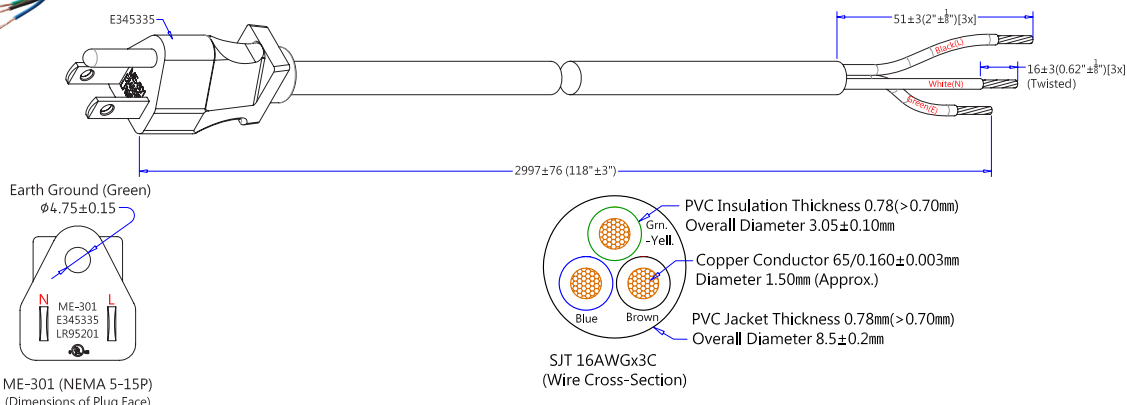 E345335
51±3(2"±1/8")[3x]
Black(L)
White(N)
Green(E)
16±3(0.62"±1/8")[3x]
(Twisted)
2997±76 (118"±3")
Earth Ground (Green)
ø4.75±0.15
N
L
ME-301
E345335
LR95201
ME-301 (NEMA 5-15P)
(Dimensions of Plug Face)
PVC Insulation Thickness 0.78(>0.70mm)
Overall Diameter 3.05±0.10mm
Grn.
-Yell.
Copper Conductor 65/0.160±0.003mm
Diameter 1.50mm (Approx.)
Blue
Brown
PVC Jacket Thickness 0.78mm(>0.70mm)
Overall Diameter 8.5±0.2mm
SJT 16AWGx3C
(Wire Cross-Section)